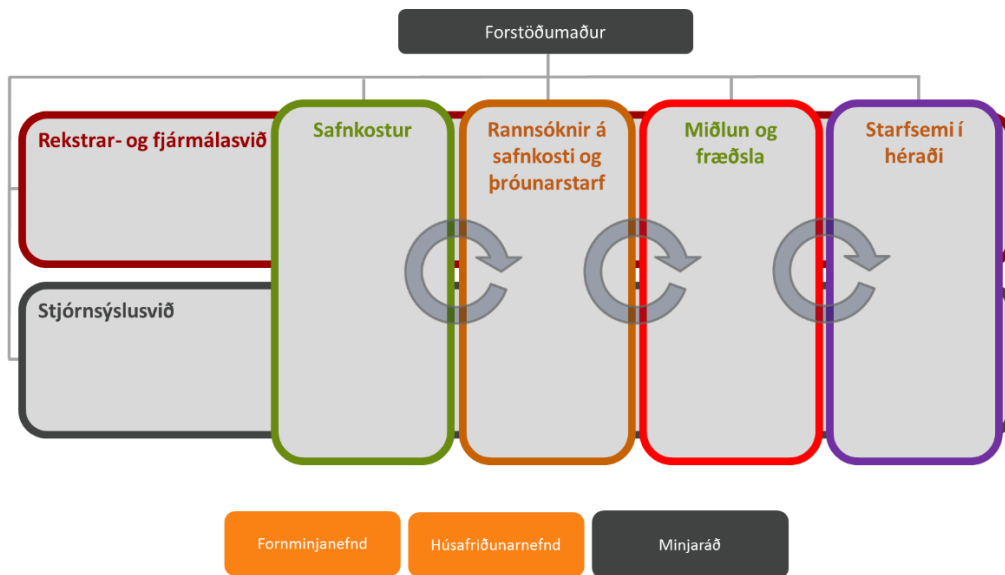 Forstöðumaður
Rekstrar- og fjármálasvið
Safnkostur
Rannsóknir á
safnkosti og
þróunarstarf
Miðlun og
fræðsla
Starfsemi í
héraði
Stjórnsýslusvið
Fornminjanefnd
Húsafriðunarnefnd
Minjaráð